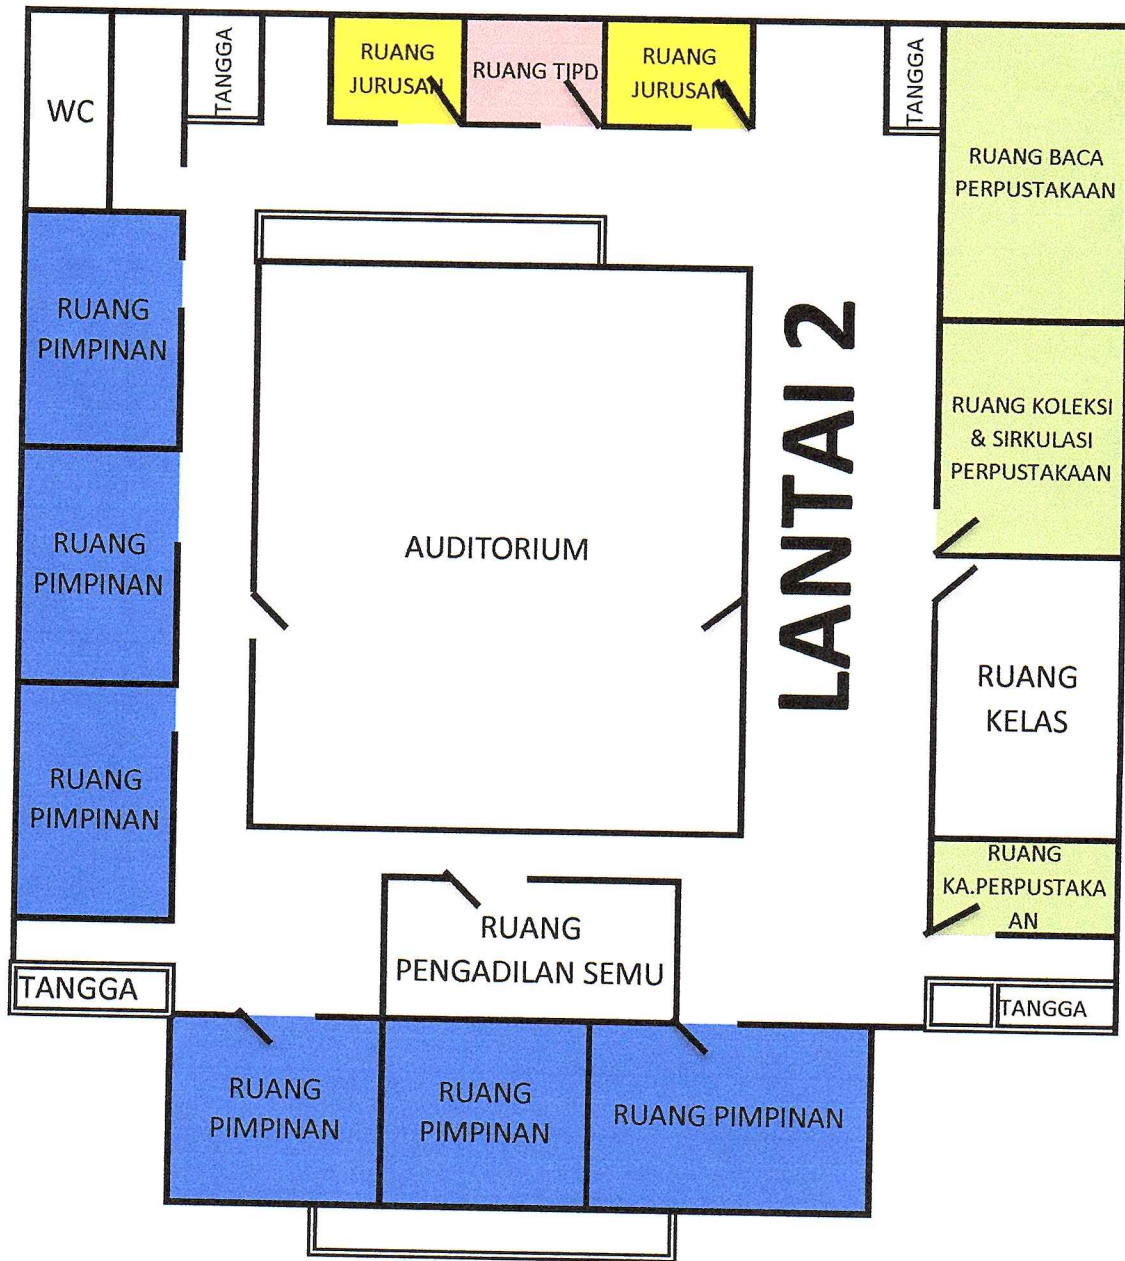 WC
TANGGA
RUANG
JURUSAN
RUANG TIPD
RUANG
JURUSAN
TANGGA
RUANG BACA
PERPUSTAKAAN
RUANG
PIMPINAN
RUANG KOLEKSI
& SIRKULASI
PERPUSTAKAAN
LANTAI 2
AUDITORIUM
RUANG
PIMPINAN
RUANG
KELAS
RUANG
PIMPINAN
RUANG
KA.PERPUSTAKA
AN
RUANG
PENGADILAN SEMU
TANGGA
TANGGA
RUANG
PIMPINAN
RUANG
PIMPINAN
RUANG PIMPINAN